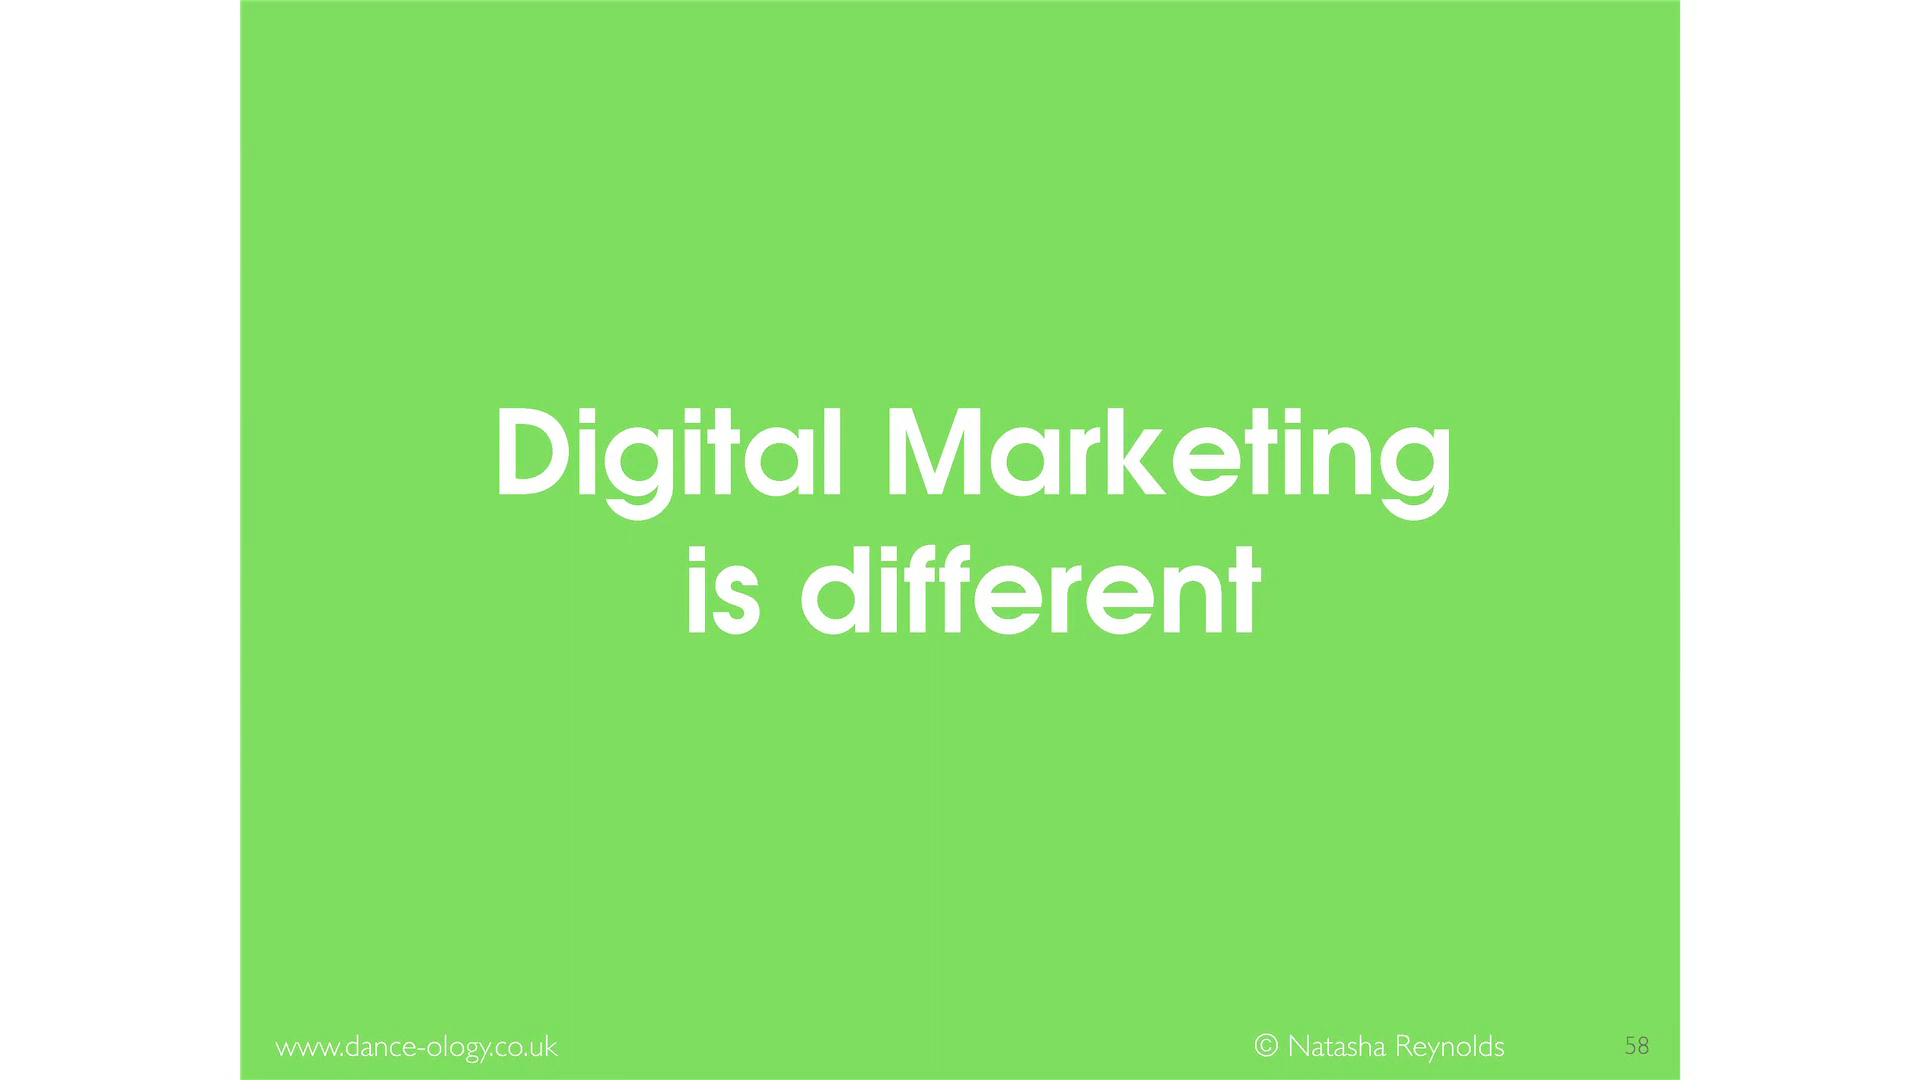 Digital Marketing
is different
www.dance-ology.co.uk
© Natasha Reynolds
58